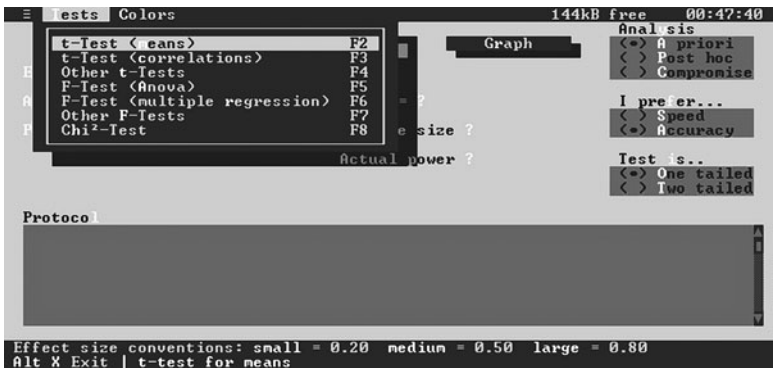 ≡ Tests Colors 144kB free 00:47:40
t-Test (means) F2
t-Test (correlations) F3
Other t-Tests F4
F-Test (Anova) F5
F-Test (multiple regression) F6
Other F-Tests F7
Chi²-Test F8
Graph
= ?
e size ?
Actual power ?
Analysis
(•) A priori
( ) Post hoc
( ) Compromise
I prefer...
( ) Speed
(•) Accuracy
Test is..
(•) One tailed
( ) Two tailed
Protocol
Effect size conventions: small = 0.20 medium = 0.50 large = 0.80
Alt X Exit | t-test for means